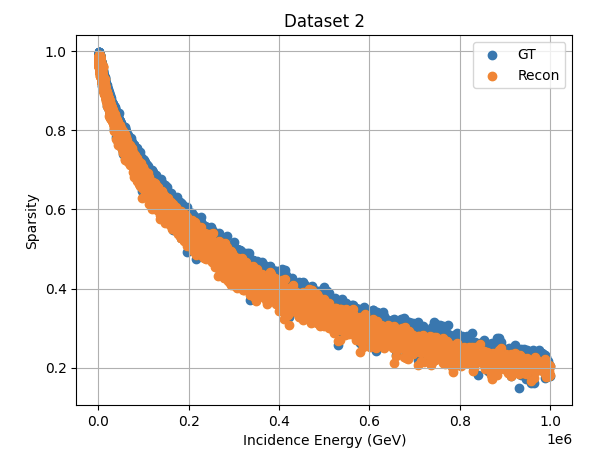 Dataset 2
GT
Recon
Sparsity
1.0
0.8
0.6
0.4
0.2
0.0 0.2 0.4 0.6 0.8 1.0
1e6
Incidence Energy (GeV)